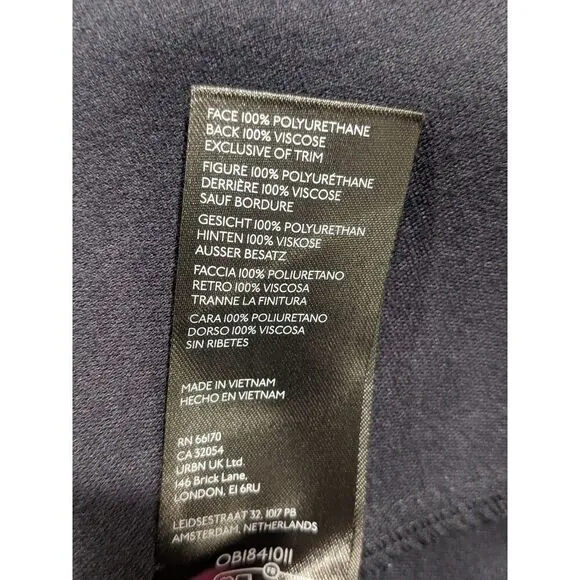 FACE 100% POLYURETHANE
BACK 100% VISCOSE
EXCLUSIVE OF TRIM
FIGURE 100% POLYURÉTHANE
DERRIÈRE 100% VISCOSE
SAUF BORDURE
GESICHT 100% POLYURETHAN
HINTEN 100% VISKOSE
AUSSER BESATZ
FACCIA 100% POLIURETANO
RETRO 100% VISCOSA
TRANNE LA FINITURA
CARA 100% POLIURETANO
DORSO 100% VISCOSA
SIN RIBETES
MADE IN VIETNAM
HECHO EN VIETNAM
RN 66170
CA 32054
URBN UK Ltd.
146 Brick Lane,
LONDON, E1 6RU
LEIDSESTRAAT 32, 1017 PB
AMSTERDAM, NETHERLANDS
OB1841011